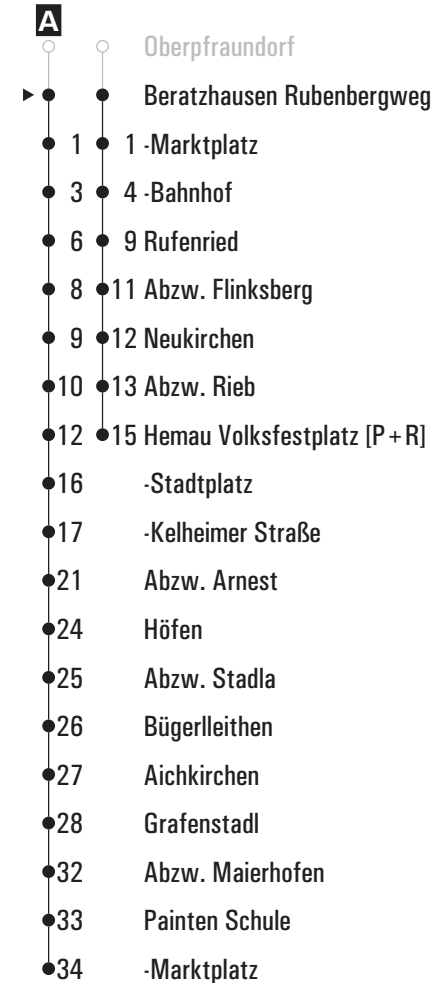 A
Oberpfraundorf
Beratzhausen Rubenbergweg
1 1 -Marktplatz
3 4 -Bahnhof
6 9 Rufenried
8 11 Abzw. Flinksberg
9 12 Neukirchen
10 13 Abzw. Rieb
12 15 Hemau Volksfestplatz [P+R]
16 -Stadtplatz
17 -Kelheimer Straße
21 Abzw. Arnest
24 Höfen
25 Abzw. Stadla
26 Bügerlleithen
27 Aichkirchen
28 Grafenstadl
32 Abzw. Maierhofen
33 Painten Schule
34 -Marktplatz